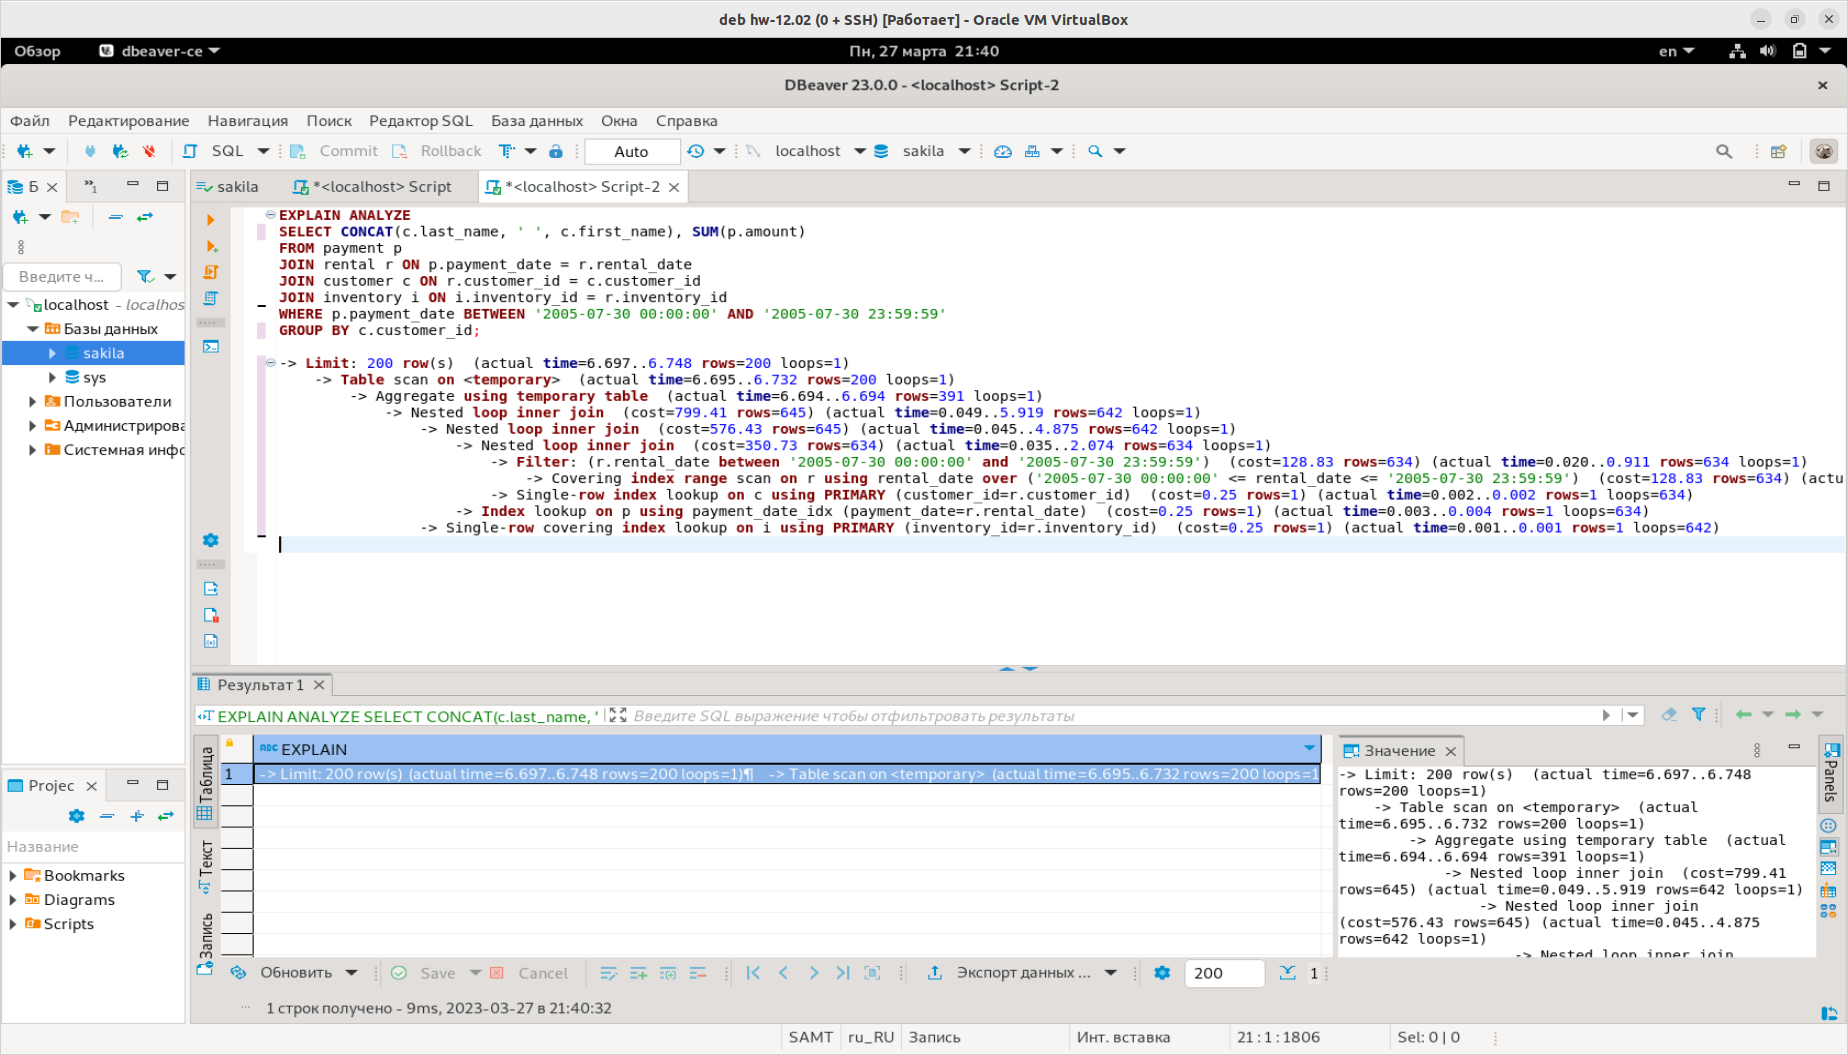 deb hw-12.02 (0 + SSH) [Работает] - Oracle VM VirtualBox
Обзор
dbeaver-ce
Пн, 27 марта 21:40
en
DBeaver 23.0.0 - <localhost> Script-2
Файл Редактирование Навигация Поиск Редактор SQL База данных Окна Справка
SQL Commit Rollback Auto localhost sakila
Б
»1
sakila
*<localhost> Script
*<localhost> Script-2
Введите ч...
localhost - localhos
Базы данных
sakila
sys
Пользователи
Администрирова
Системная инфо
EXPLAIN ANALYZE
SELECT CONCAT(c.last_name, ' ', c.first_name), SUM(p.amount)
FROM payment p
JOIN rental r ON p.payment_date = r.rental_date
JOIN customer c ON r.customer_id = c.customer_id
JOIN inventory i ON i.inventory_id = r.inventory_id
WHERE p.payment_date BETWEEN '2005-07-30 00:00:00' AND '2005-07-30 23:59:59'
GROUP BY c.customer_id;
-> Limit: 200 row(s)  (actual time=6.697..6.748 rows=200 loops=1)
-> Table scan on <temporary>  (actual time=6.695..6.732 rows=200 loops=1)
-> Aggregate using temporary table  (actual time=6.694..6.694 rows=391 loops=1)
-> Nested loop inner join  (cost=799.41 rows=645) (actual time=0.049..5.919 rows=642 loops=1)
-> Nested loop inner join  (cost=576.43 rows=645) (actual time=0.045..4.875 rows=642 loops=1)
-> Nested loop inner join  (cost=350.73 rows=634) (actual time=0.035..2.074 rows=634 loops=1)
-> Filter: (r.rental_date between '2005-07-30 00:00:00' and '2005-07-30 23:59:59')  (cost=128.83 rows=634) (actual time=0.020..0.911 rows=634 loops=1)
-> Covering index range scan on r using rental_date over ('2005-07-30 00:00:00' <= rental_date <= '2005-07-30 23:59:59')  (cost=128.83 rows=634) (actu
-> Single-row index lookup on c using PRIMARY (customer_id=r.customer_id)  (cost=0.25 rows=1) (actual time=0.002..0.002 rows=1 loops=634)
-> Index lookup on p using payment_date_idx (payment_date=r.rental_date)  (cost=0.25 rows=1) (actual time=0.003..0.004 rows=1 loops=634)
-> Single-row covering index lookup on i using PRIMARY (inventory_id=r.inventory_id)  (cost=0.25 rows=1) (actual time=0.001..0.001 rows=1 loops=642)
Результат 1
EXPLAIN ANALYZE SELECT CONCAT(c.last_name, '
Введите SQL выражение чтобы отфильтровать результаты
Таблица
Текст
Запись
ABC EXPLAIN
1 -> Limit: 200 row(s) (actual time=6.697..6.748 rows=200 loops=1)¶ -> Table scan on <temporary> (actual time=6.695..6.732 rows=200 loops=1
Значение
-> Limit: 200 row(s)  (actual time=6.697..6.748
rows=200 loops=1)
-> Table scan on <temporary>  (actual
time=6.695..6.732 rows=200 loops=1)
-> Aggregate using temporary table  (actual
time=6.694..6.694 rows=391 loops=1)
-> Nested loop inner join  (cost=799.41
rows=645) (actual time=0.049..5.919 rows=642 loops=1)
-> Nested loop inner join
(cost=576.43 rows=645) (actual time=0.045..4.875
rows=642 loops=1)
-> Nested loop inner join
Panels
Projec
Название
Bookmarks
Diagrams
Scripts
Обновить Save Cancel Экспорт данных ... 200 1
1 строк получено - 9ms, 2023-03-27 в 21:40:32
SAMT ru_RU Запись Инт. вставка 21:1:1806 Sel: 0 | 0